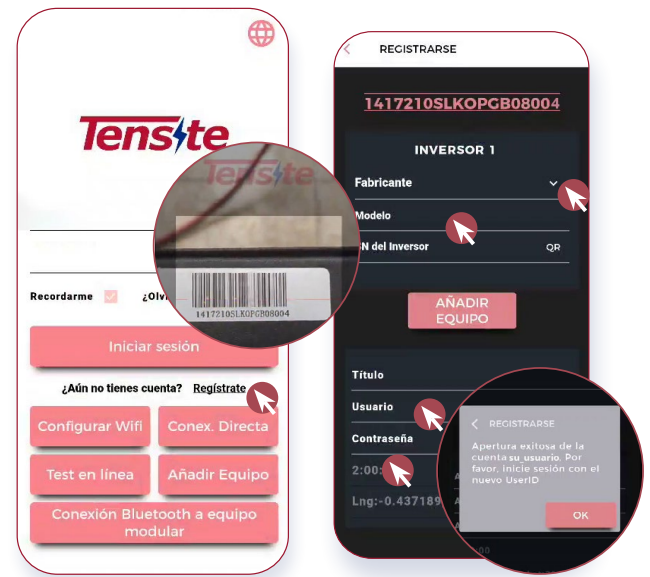 Tensite
Tensite
1417210SLKOPGB08004
Recordarme
Iniciar sesión
¿Aún no tienes cuenta? Regístrate
Configurar Wifi
Conex. Directa
Test en línea
Añadir Equipo
Conexión Bluetooth a equipo
modular
REGISTRARSE
1417210SLKOPGB08004
INVERSOR 1
Fabricante
Modelo
SN del Inversor QR
AÑADIR
EQUIPO
Título
Usuario
Contraseña
2:00:
Lng:-0.437189
REGISTRARSE
Apertura exitosa de la
cuenta su_usuario. Por
favor, inicie sesión con el
nuevo UserID
OK